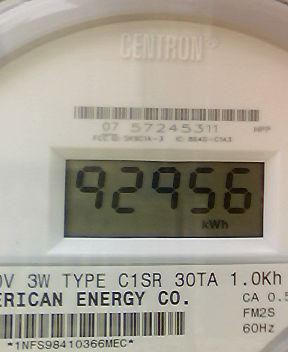 CENTRON
07 57245311 HPP
92956
kWh
0V 3W TYPE C1SR 30TA 1.0Kh
ERICAN ENERGY CO.
CA 0.5
FM2S
60Hz
*1NFS98410366MEC*